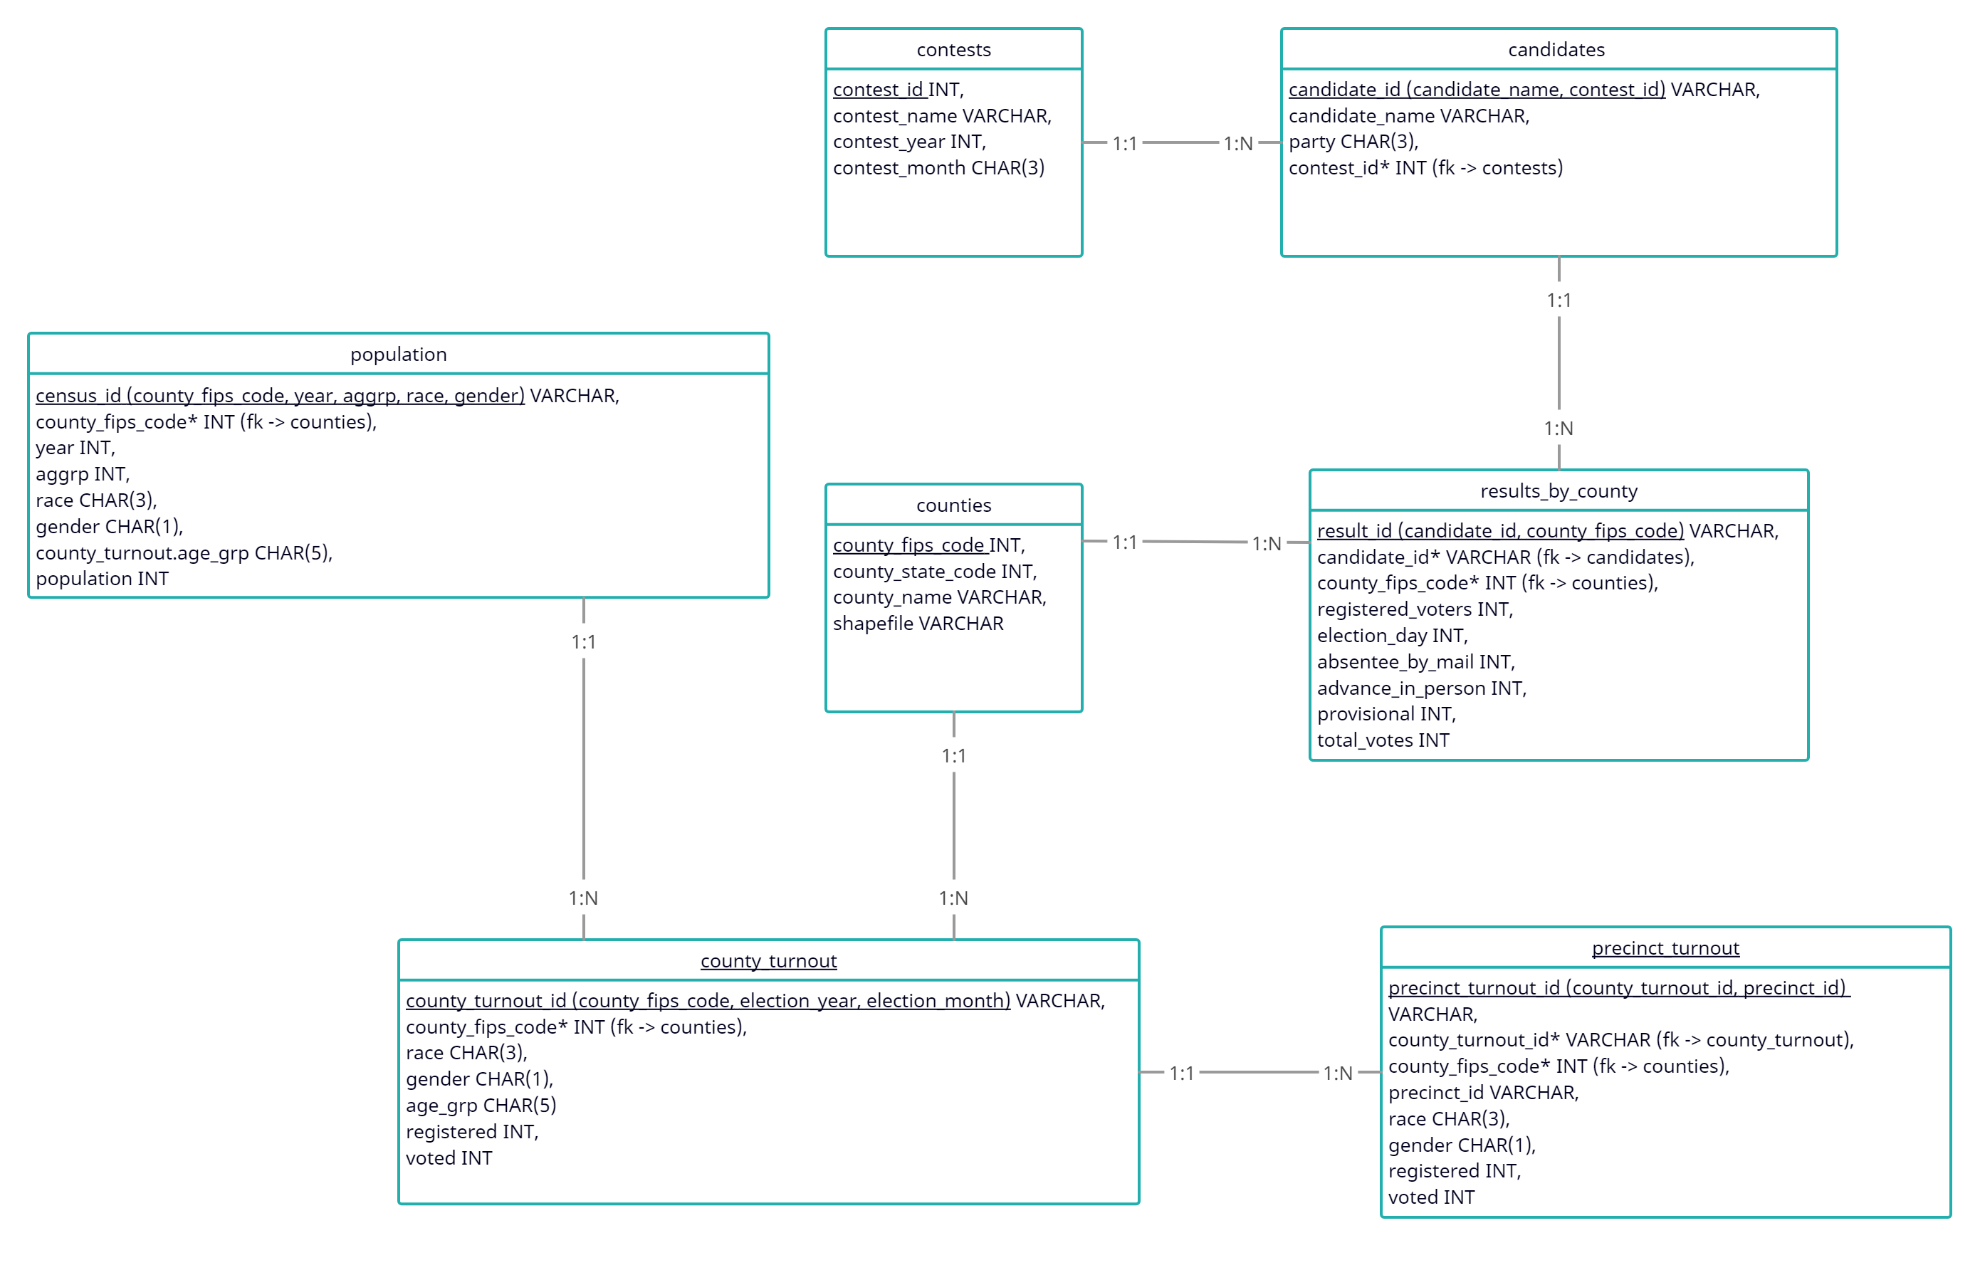 contests
contest_id INT,
contest_name VARCHAR,
contest_year INT,
contest_month CHAR(3)
1:1
1:N
candidates
candidate_id (candidate_name, contest_id) VARCHAR,
candidate_name VARCHAR,
party CHAR(3),
contest_id* INT (fk -> contests)
1:1
1:N
population
census_id (county_fips_code, year, aggrp, race, gender) VARCHAR,
county_fips_code* INT (fk -> counties),
year INT,
aggrp INT,
race CHAR(3),
gender CHAR(1),
county_turnout.age_grp CHAR(5),
population INT
1:1
1:N
counties
county_fips_code INT,
county_state_code INT,
county_name VARCHAR,
shapefile VARCHAR
1:1
1:N
results_by_county
result_id (candidate_id, county_fips_code) VARCHAR,
candidate_id* VARCHAR (fk -> candidates),
county_fips_code* INT (fk -> counties),
registered_voters INT,
election_day INT,
absentee_by_mail INT,
advance_in_person INT,
provisional INT,
total_votes INT
1:1
1:N
county_turnout
county_turnout_id (county_fips_code, election_year, election_month) VARCHAR,
county_fips_code* INT (fk -> counties),
race CHAR(3),
gender CHAR(1),
age_grp CHAR(5)
registered INT,
voted INT
1:1
1:N
precinct_turnout
precinct_turnout_id (county_turnout_id, precinct_id)
VARCHAR,
county_turnout_id* VARCHAR (fk -> county_turnout),
county_fips_code* INT (fk -> counties),
precinct_id VARCHAR,
race CHAR(3),
gender CHAR(1),
registered INT,
voted INT